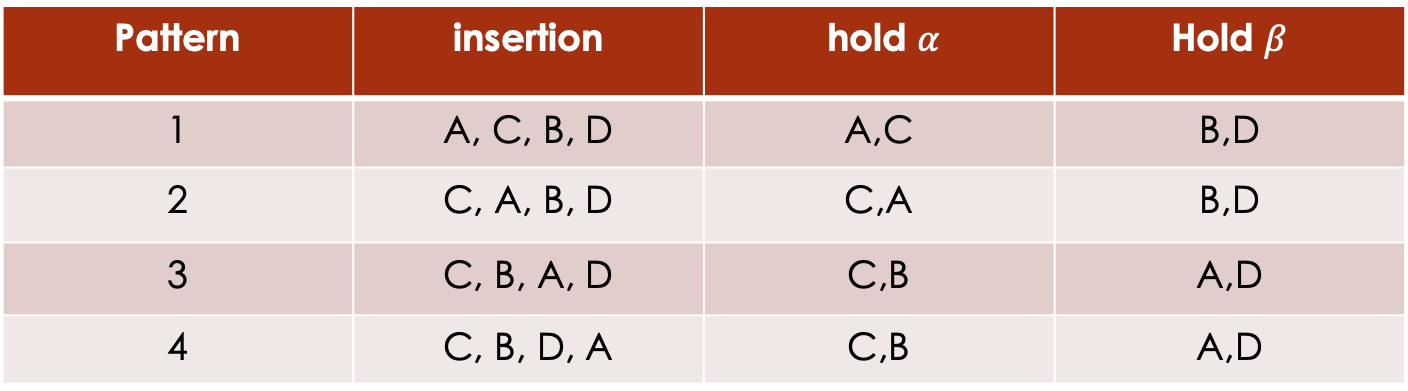 Pattern insertion hold α Hold β
1 A, C, B, D A,C B,D
2 C, A, B, D C,A B,D
3 C, B, A, D C,B A,D
4 C, B, D, A C,B A,D